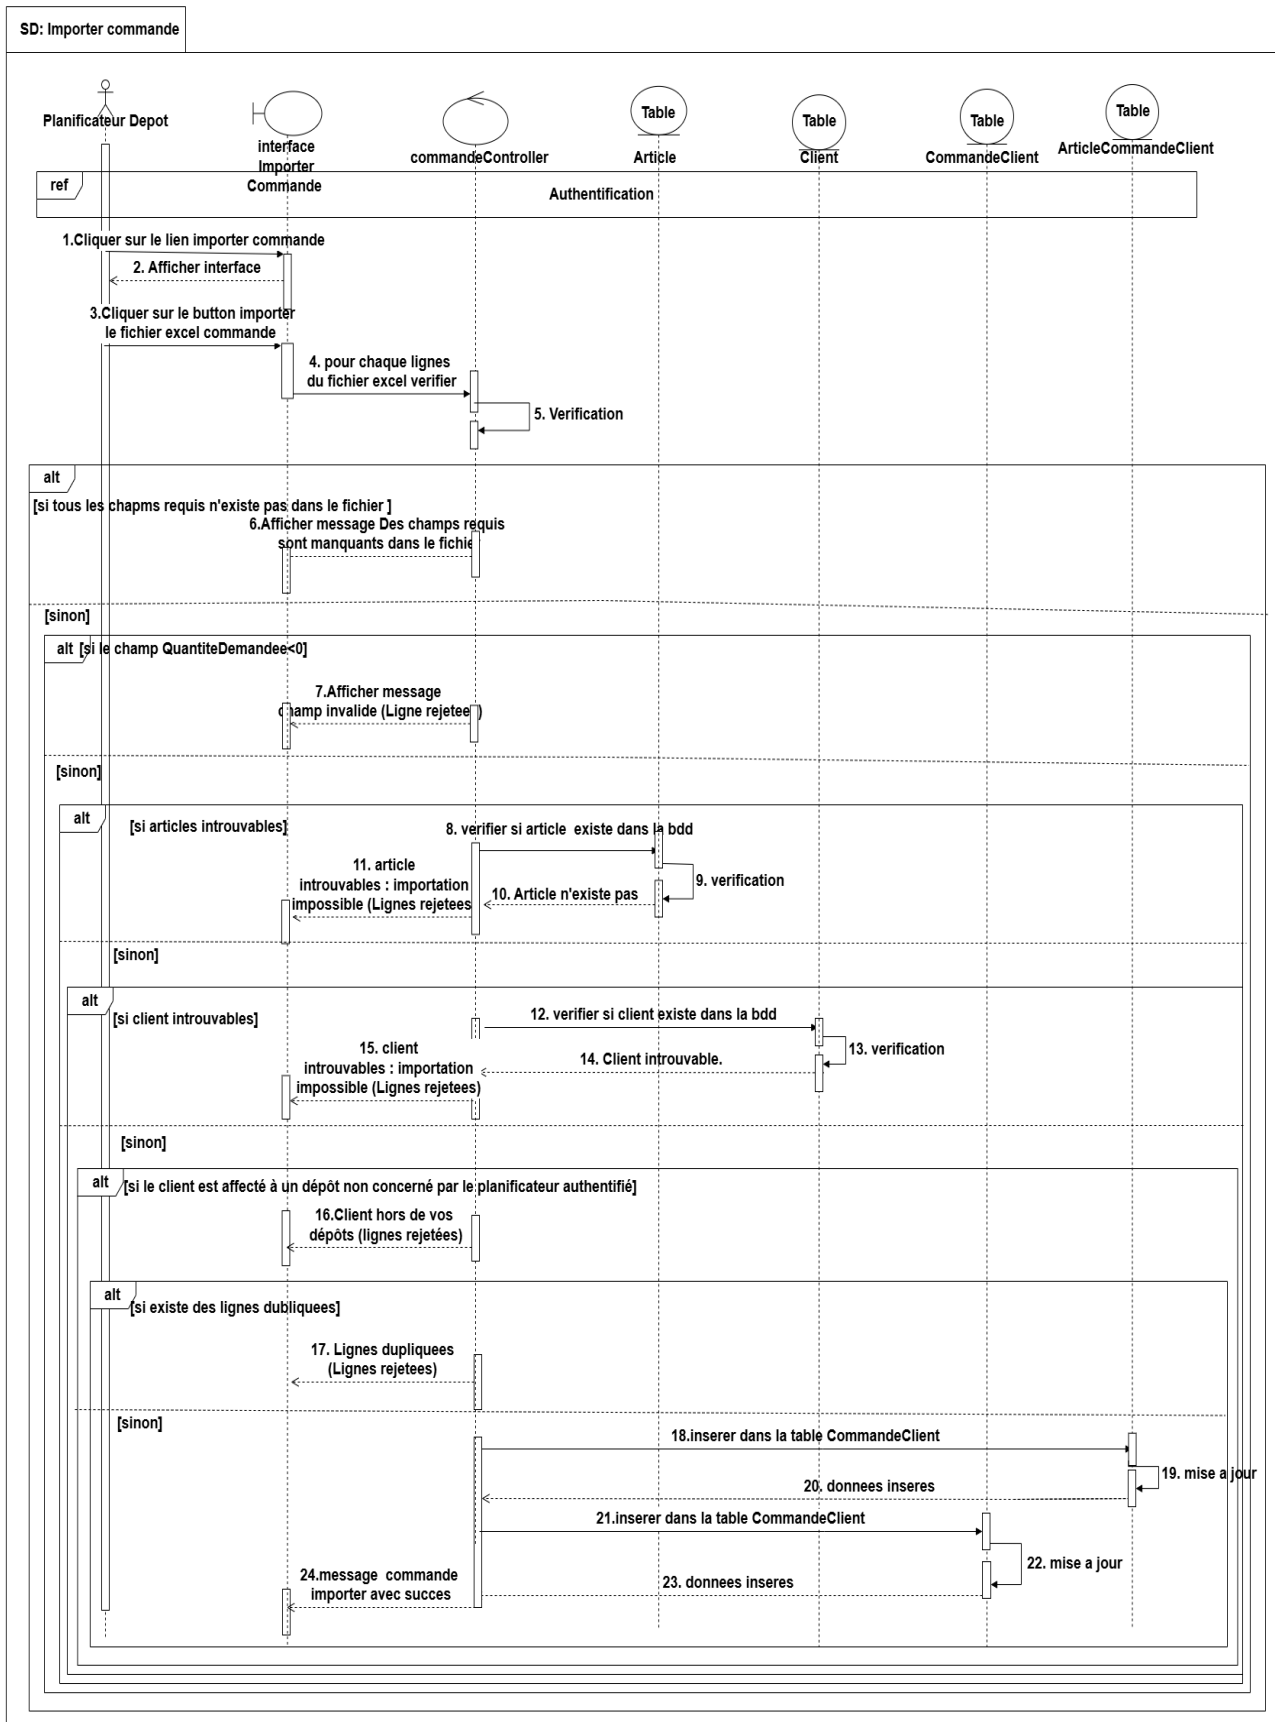 SD: Importer commande
Planificateur Depot
interface
Importer
Commande
commandeController
Table
Article
Table
Client
Table
CommandeClient
Table
ArticleCommandeClient
ref
Authentification
1.Cliquer sur le lien importer commande
2. Afficher interface
3.Cliquer sur le button importer
le fichier excel commande
4. pour chaque lignes
du fichier excel verifier
5. Verification
alt
[si tous les chapms requis n'existe pas dans le fichier ]
6.Afficher message Des champs requis
sont manquants dans le fichie
[sinon]
alt [si le champ QuantiteDemandee<0]
7.Afficher message
champ invalide (Ligne rejetee )
[sinon]
alt
[si articles introuvables]
8. verifier si article existe dans la bdd
9. verification
10. Article n'existe pas
11. article
introuvables : importation
impossible (Lignes rejetees
[sinon]
alt
[si client introuvables]
12. verifier si client existe dans la bdd
13. verification
14. Client introuvable.
15. client
introuvables : importation
impossible (Lignes rejetees)
[sinon]
alt
[si le client est affecté à un dépôt non concerné par le planificateur authentifié]
16.Client hors de vos
dépôts (lignes rejetées)
alt
[si existe des lignes dubliquees]
17. Lignes dupliquees
(Lignes rejetees)
[sinon]
18.inserer dans la table CommandeClient
19. mise a jour
20. donnees inseres
21.inserer dans la table CommandeClient
22. mise a jour
23. donnees inseres
24.message commande
importer avec succes